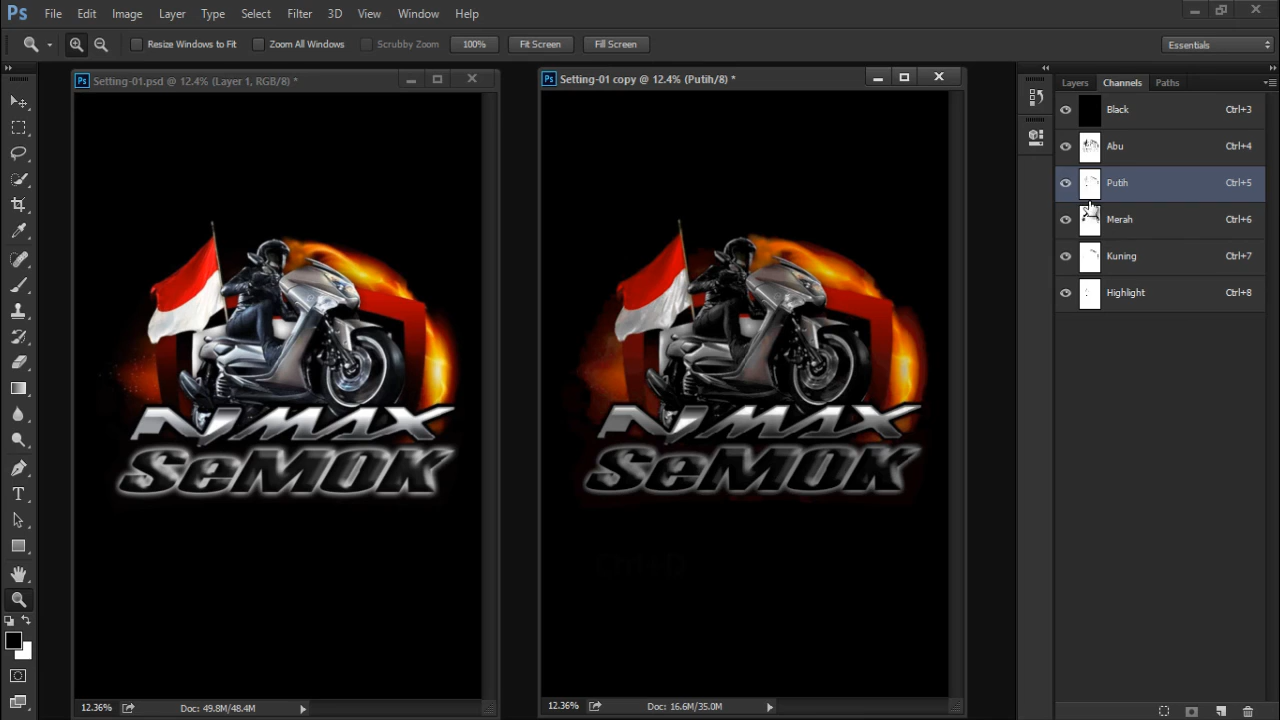 Ps File Edit Image Layer Type Select Filter 3D View Window Help
Resize Windows to Fit Zoom All Windows Scrubby Zoom 100% Fit Screen Fill Screen Essentials
Ps Setting-01.psd @ 12.4% (Layer 1, RGB/8) *
Ps Setting-01 copy @ 12.4% (Putih/8) *
Layers Channels Paths
Black Ctrl+3
Abu Ctrl+4
Putih Ctrl+5
Merah Ctrl+6
Kuning Ctrl+7
Highlight Ctrl+8
NMAX
SeMOK
NMAX
SeMOK
12.36% Doc: 49.8M/48.4M
12.36% Doc: 16.6M/35.0M